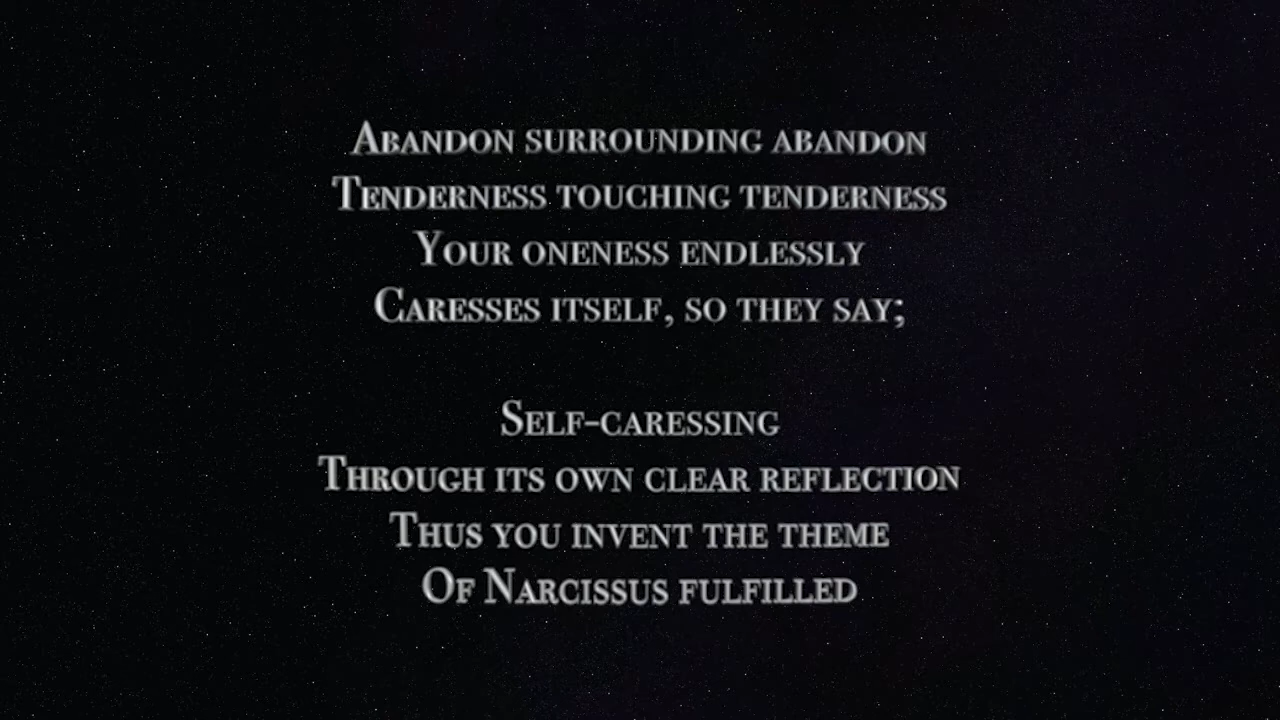 Abandon surrounding abandon
Tenderness touching tenderness
Your oneness endlessly
Caresses itself, so they say;
Self-caressing
Through its own clear reflection
Thus you invent the theme
Of Narcissus fulfilled